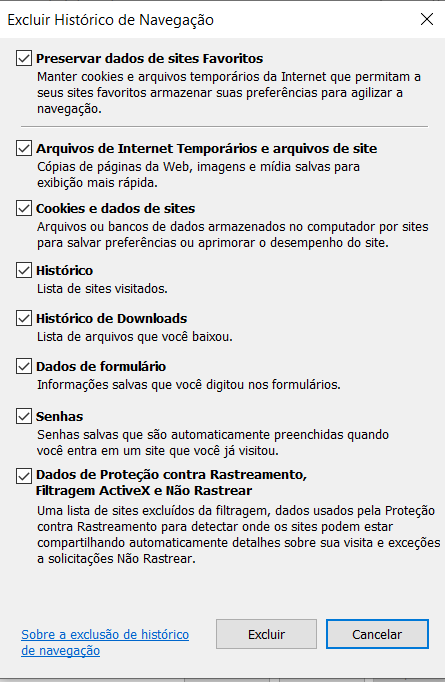 Excluir Histórico de Navegação
Preservar dados de sites Favoritos
Manter cookies e arquivos temporários da Internet que permitam a
seus sites favoritos armazenar suas preferências para agilizar a
navegação.
Arquivos de Internet Temporários e arquivos de site
Cópias de páginas da Web, imagens e mídia salvas para
exibição mais rápida.
Cookies e dados de sites
Arquivos ou bancos de dados armazenados no computador por sites
para salvar preferências ou aprimorar o desempenho do site.
Histórico
Lista de sites visitados.
Histórico de Downloads
Lista de arquivos que você baixou.
Dados de formulário
Informações salvas que você digitou nos formulários.
Senhas
Senhas salvas que são automaticamente preenchidas quando
você entra em um site que você já visitou.
Dados de Proteção contra Rastreamento,
Filtragem ActiveX e Não Rastrear
Uma lista de sites excluídos da filtragem, dados usados pela Proteção
contra Rastreamento para detectar onde os sites podem estar
compartilhando automaticamente detalhes sobre sua visita e exceções
a solicitações Não Rastrear.
Sobre a exclusão de histórico
de navegação
Excluir
Cancelar